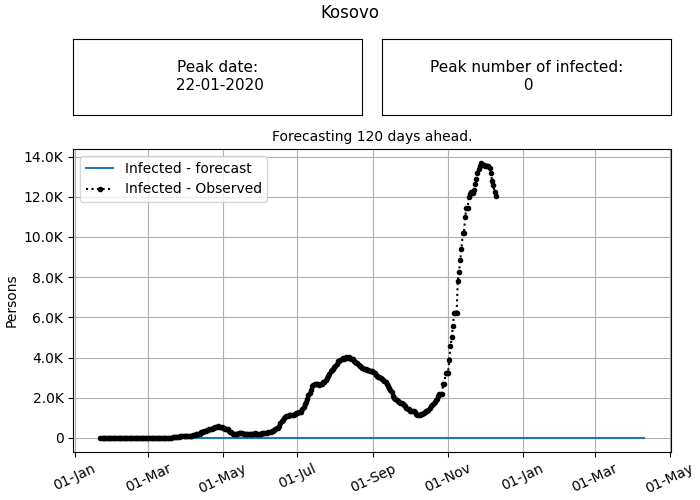 Kosovo
Peak date:
22-01-2020
Peak number of infected:
0
Forecasting 120 days ahead.
Infected - forecast
Infected - Observed
Persons
14.0K
12.0K
10.0K
8.0K
6.0K
4.0K
2.0K
0
01-Jan
01-Mar
01-May
01-Jul
01-Sep
01-Nov
01-Jan
01-Mar
01-May